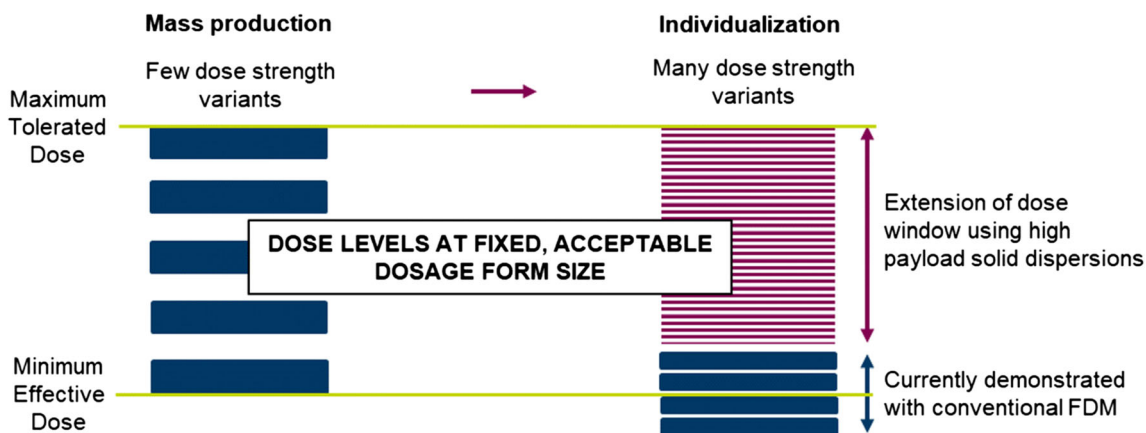 Mass production
Few dose strength
variants
Individualization
Many dose strength
variants
Maximum
Tolerated
Dose
DOSE LEVELS AT FIXED, ACCEPTABLE
DOSAGE FORM SIZE
Extension of dose
window using high
payload solid dispersions
Minimum
Effective
Dose
Currently demonstrated
with conventional FDM